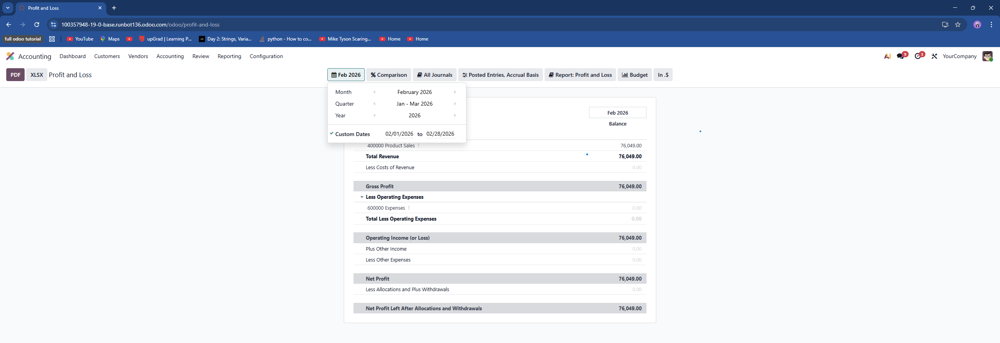 Profit and Loss
100357948-19-0-base.runbot136.odoo.com/odoo/profit-and-loss
full odoo tutorial YouTube Maps upGrad | Learning P... Day 2: Strings, Varia... python - How to co... Mike Tyson Scaring... Home Home
Accounting Dashboard Customers Vendors Accounting Review Reporting Configuration AI 9 3 YourCompany
PDF XLSX Profit and Loss Feb 2026 % Comparison All Journals Posted Entries, Accrual Basis Report: Profit and Loss Budget In .$
Month February 2026
Quarter Jan - Mar 2026
Year 2026
Custom Dates 02/01/2026 to 02/28/2026
Feb 2026
Balance
400000 Product Sales 76,049.00
Total Revenue 76,049.00
Less Costs of Revenue 0.00
Gross Profit 76,049.00
Less Operating Expenses
600000 Expenses 0.00
Total Less Operating Expenses 0.00
Operating Income (or Loss) 76,049.00
Plus Other Income 0.00
Less Other Expenses 0.00
Net Profit 76,049.00
Less Allocations and Plus Withdrawals 0.00
Net Profit Left After Allocations and Withdrawals 76,049.00